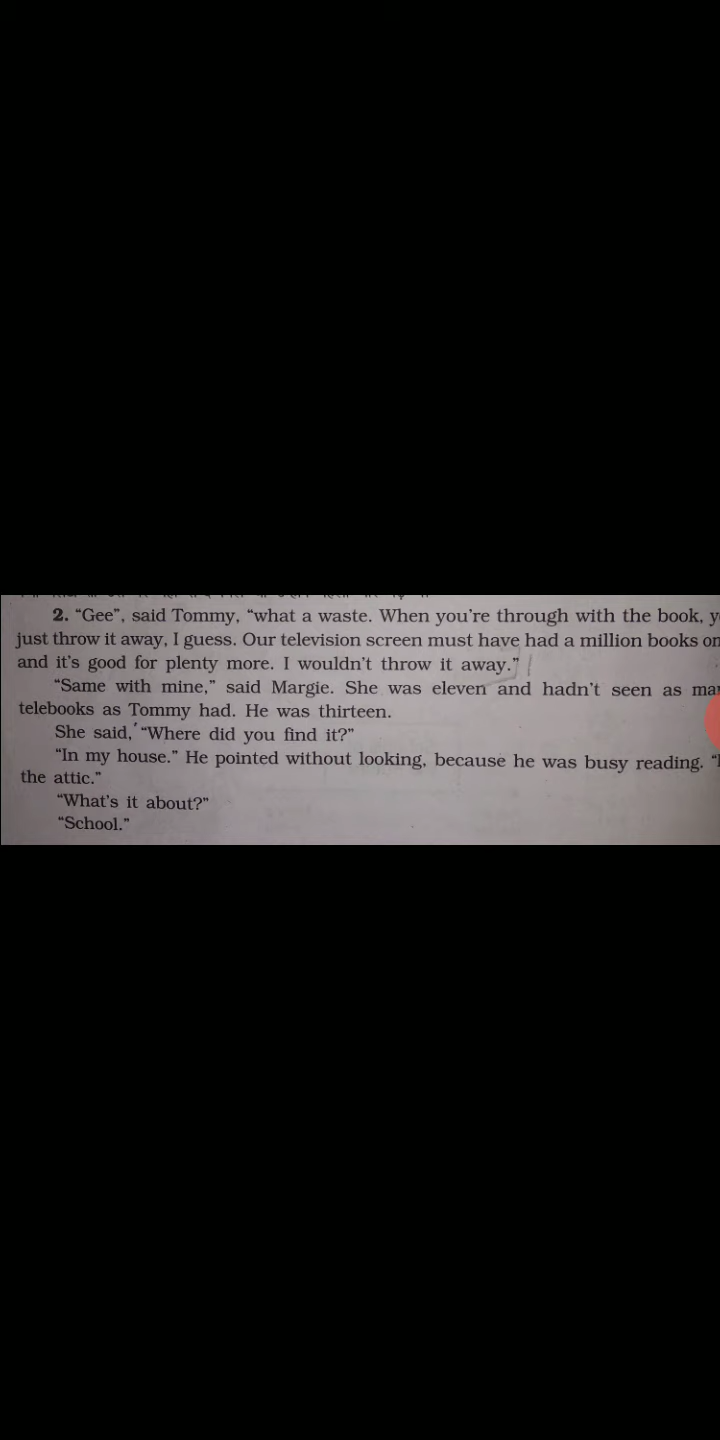 2. “Gee”, said Tommy, “what a waste. When you’re through with the book,
just throw it away, I guess. Our television screen must have had a million books on
and it’s good for plenty more. I wouldn’t throw it away.”
“Same with mine,” said Margie. She was eleven and hadn’t seen as
telebooks as Tommy had. He was thirteen.
She said, “Where did you find it?”
“In my house.” He pointed without looking, because he was busy reading.
the attic.”
“What’s it about?”
“School.”